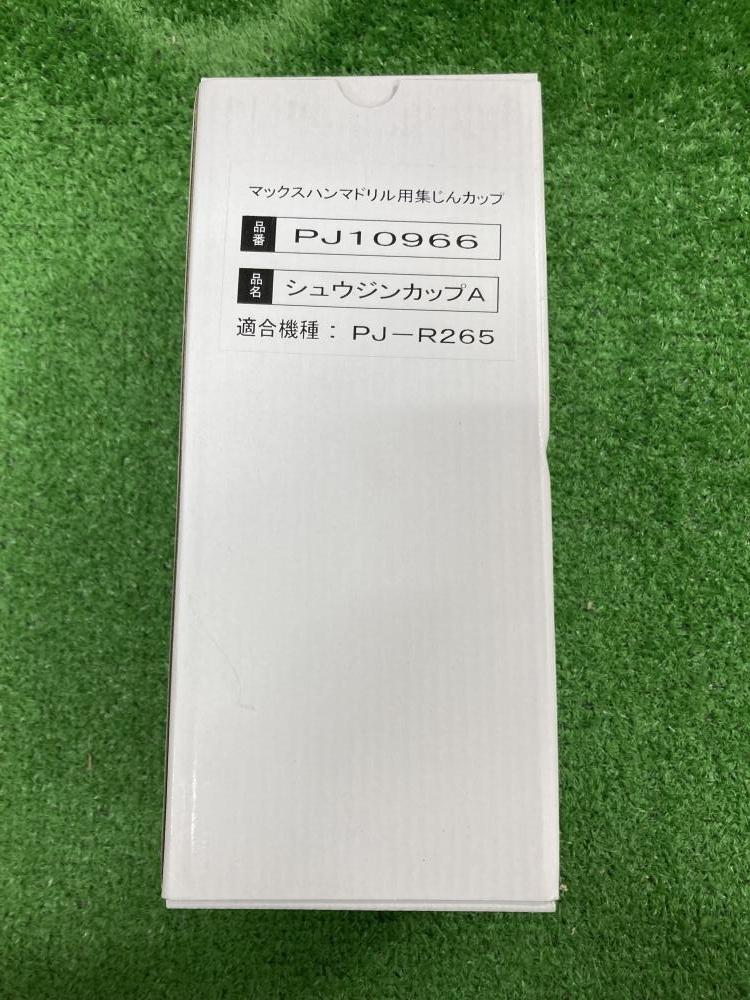 マックスハンマドリル用集じんカップ
品番 PJ10966
品名 シュウジンカップA
適合機種：PJ－R265